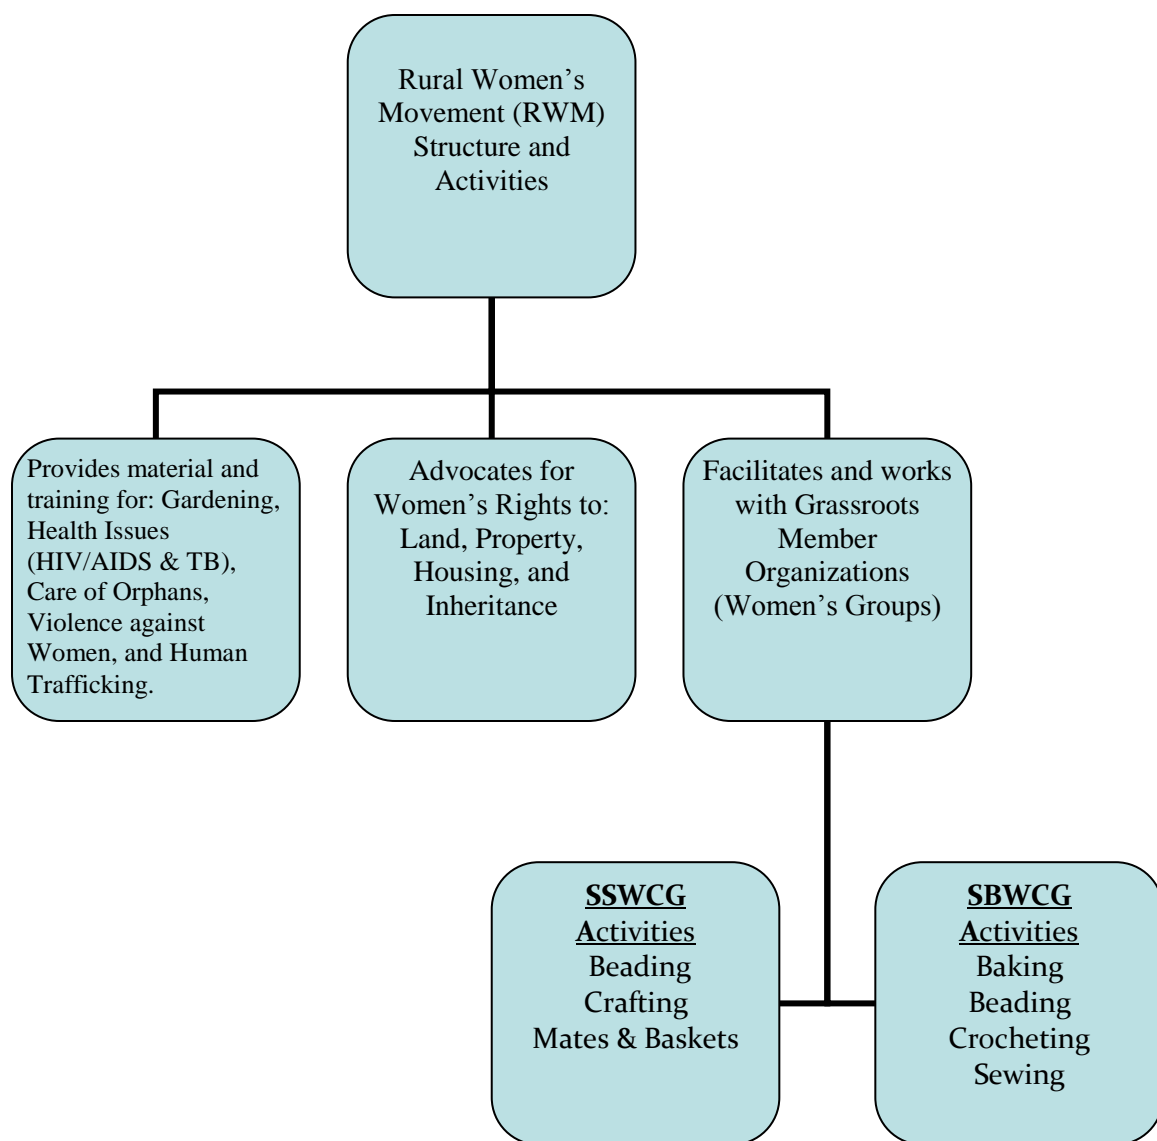 Rural Women’s
Movement (RWM)
Structure and
Activities
Provides material and
training for: Gardening,
Health Issues
(HIV/AIDS & TB),
Care of Orphans,
Violence against
Women, and Human
Trafficking.
Advocates for
Women’s Rights to:
Land, Property,
Housing, and
Inheritance
Facilitates and works
with Grassroots
Member
Organizations
(Women’s Groups)
SSWCG
Activities
Beading
Crafting
Mates & Baskets
SBWCG
Activities
Baking
Beading
Crocheting
Sewing